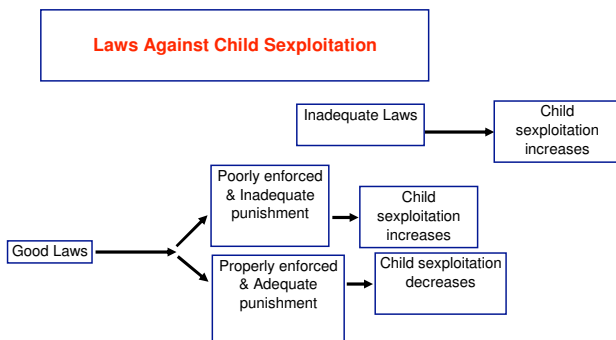 Laws Against Child Sexploitation
Inadequate Laws
Child
sexploitation
increases
Poorly enforced
& Inadequate
punishment
Child
sexploitation
increases
Good Laws
Properly enforced
& Adequate
punishment
Child sexploitation
decreases